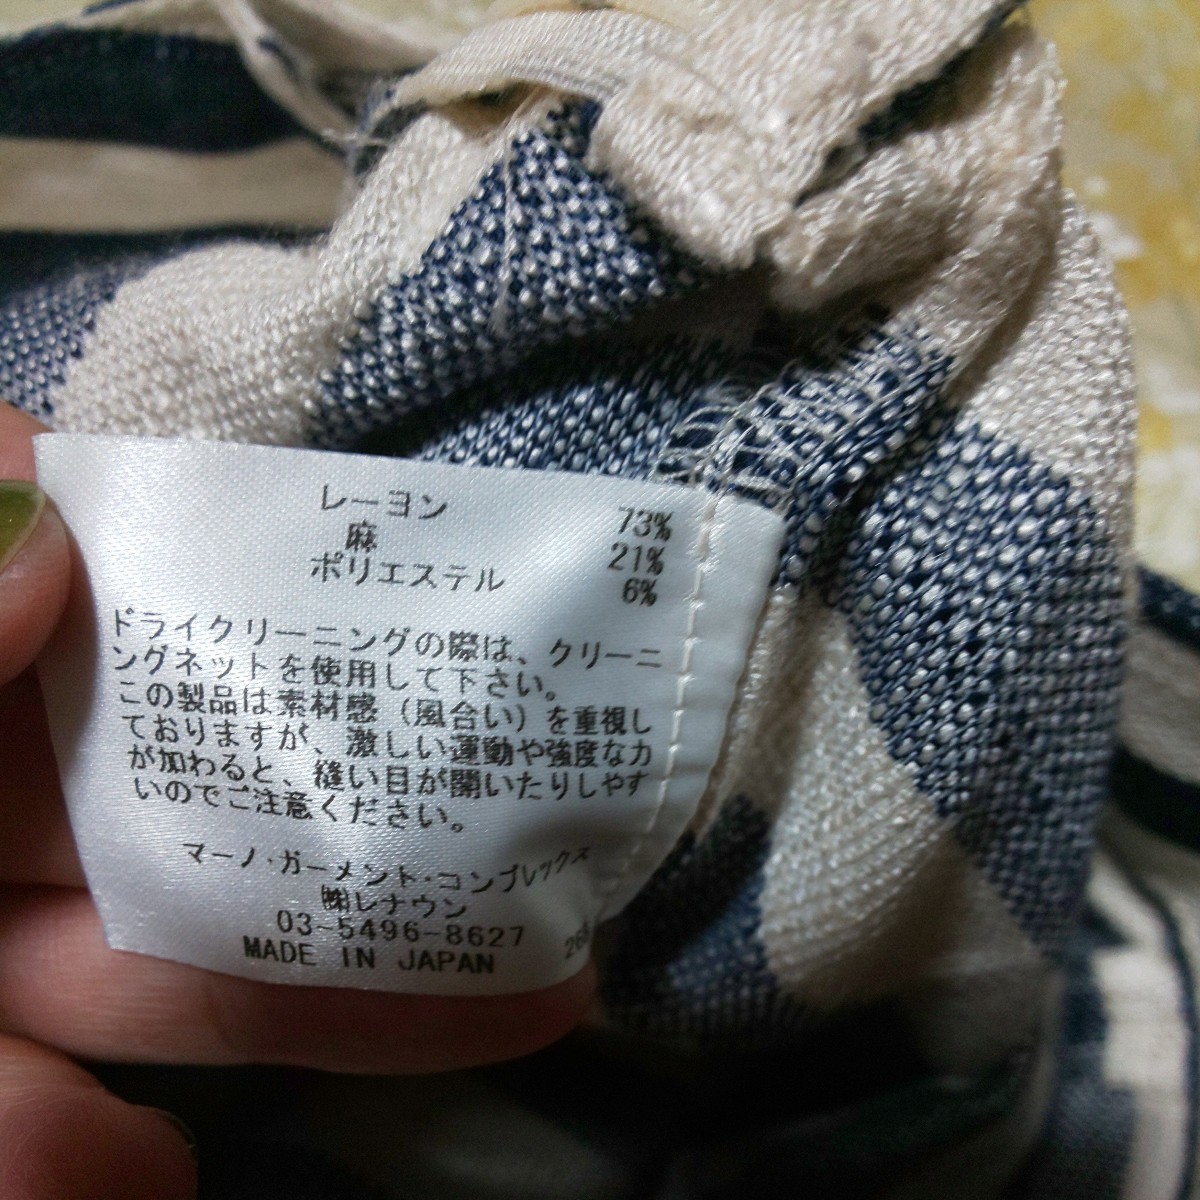 レーヨン 73%
麻 21%
ポリエステル 6%
ドライクリーニングの際は、クリーニ
ングネットを使用して下さい。
この製品は素材感（風合い）を重視し
ておりますが、激しい運動や強度な力
が加わると、縫い目が開いたりしやす
いのでご注意ください。
マーノ・ガーメント・コンプレックス
㈱レナウン
03-5496-8627
MADE IN JAPAN